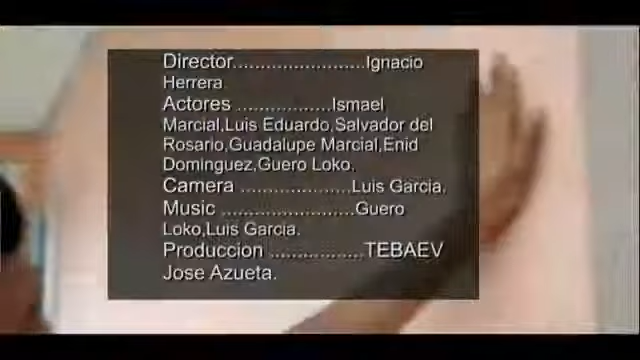 Director........................Ignacio
Herrera
Actores .................Ismael
Marcial,Luis Eduardo,Salvador del
Rosario,Guadalupe Marcial,Enid
Dominguez,Guero Loko.
Camera ....................Luis Garcia.
Music ........................Guero
Loko,Luis Garcia.
Produccion .................TEBAEV
Jose Azueta.